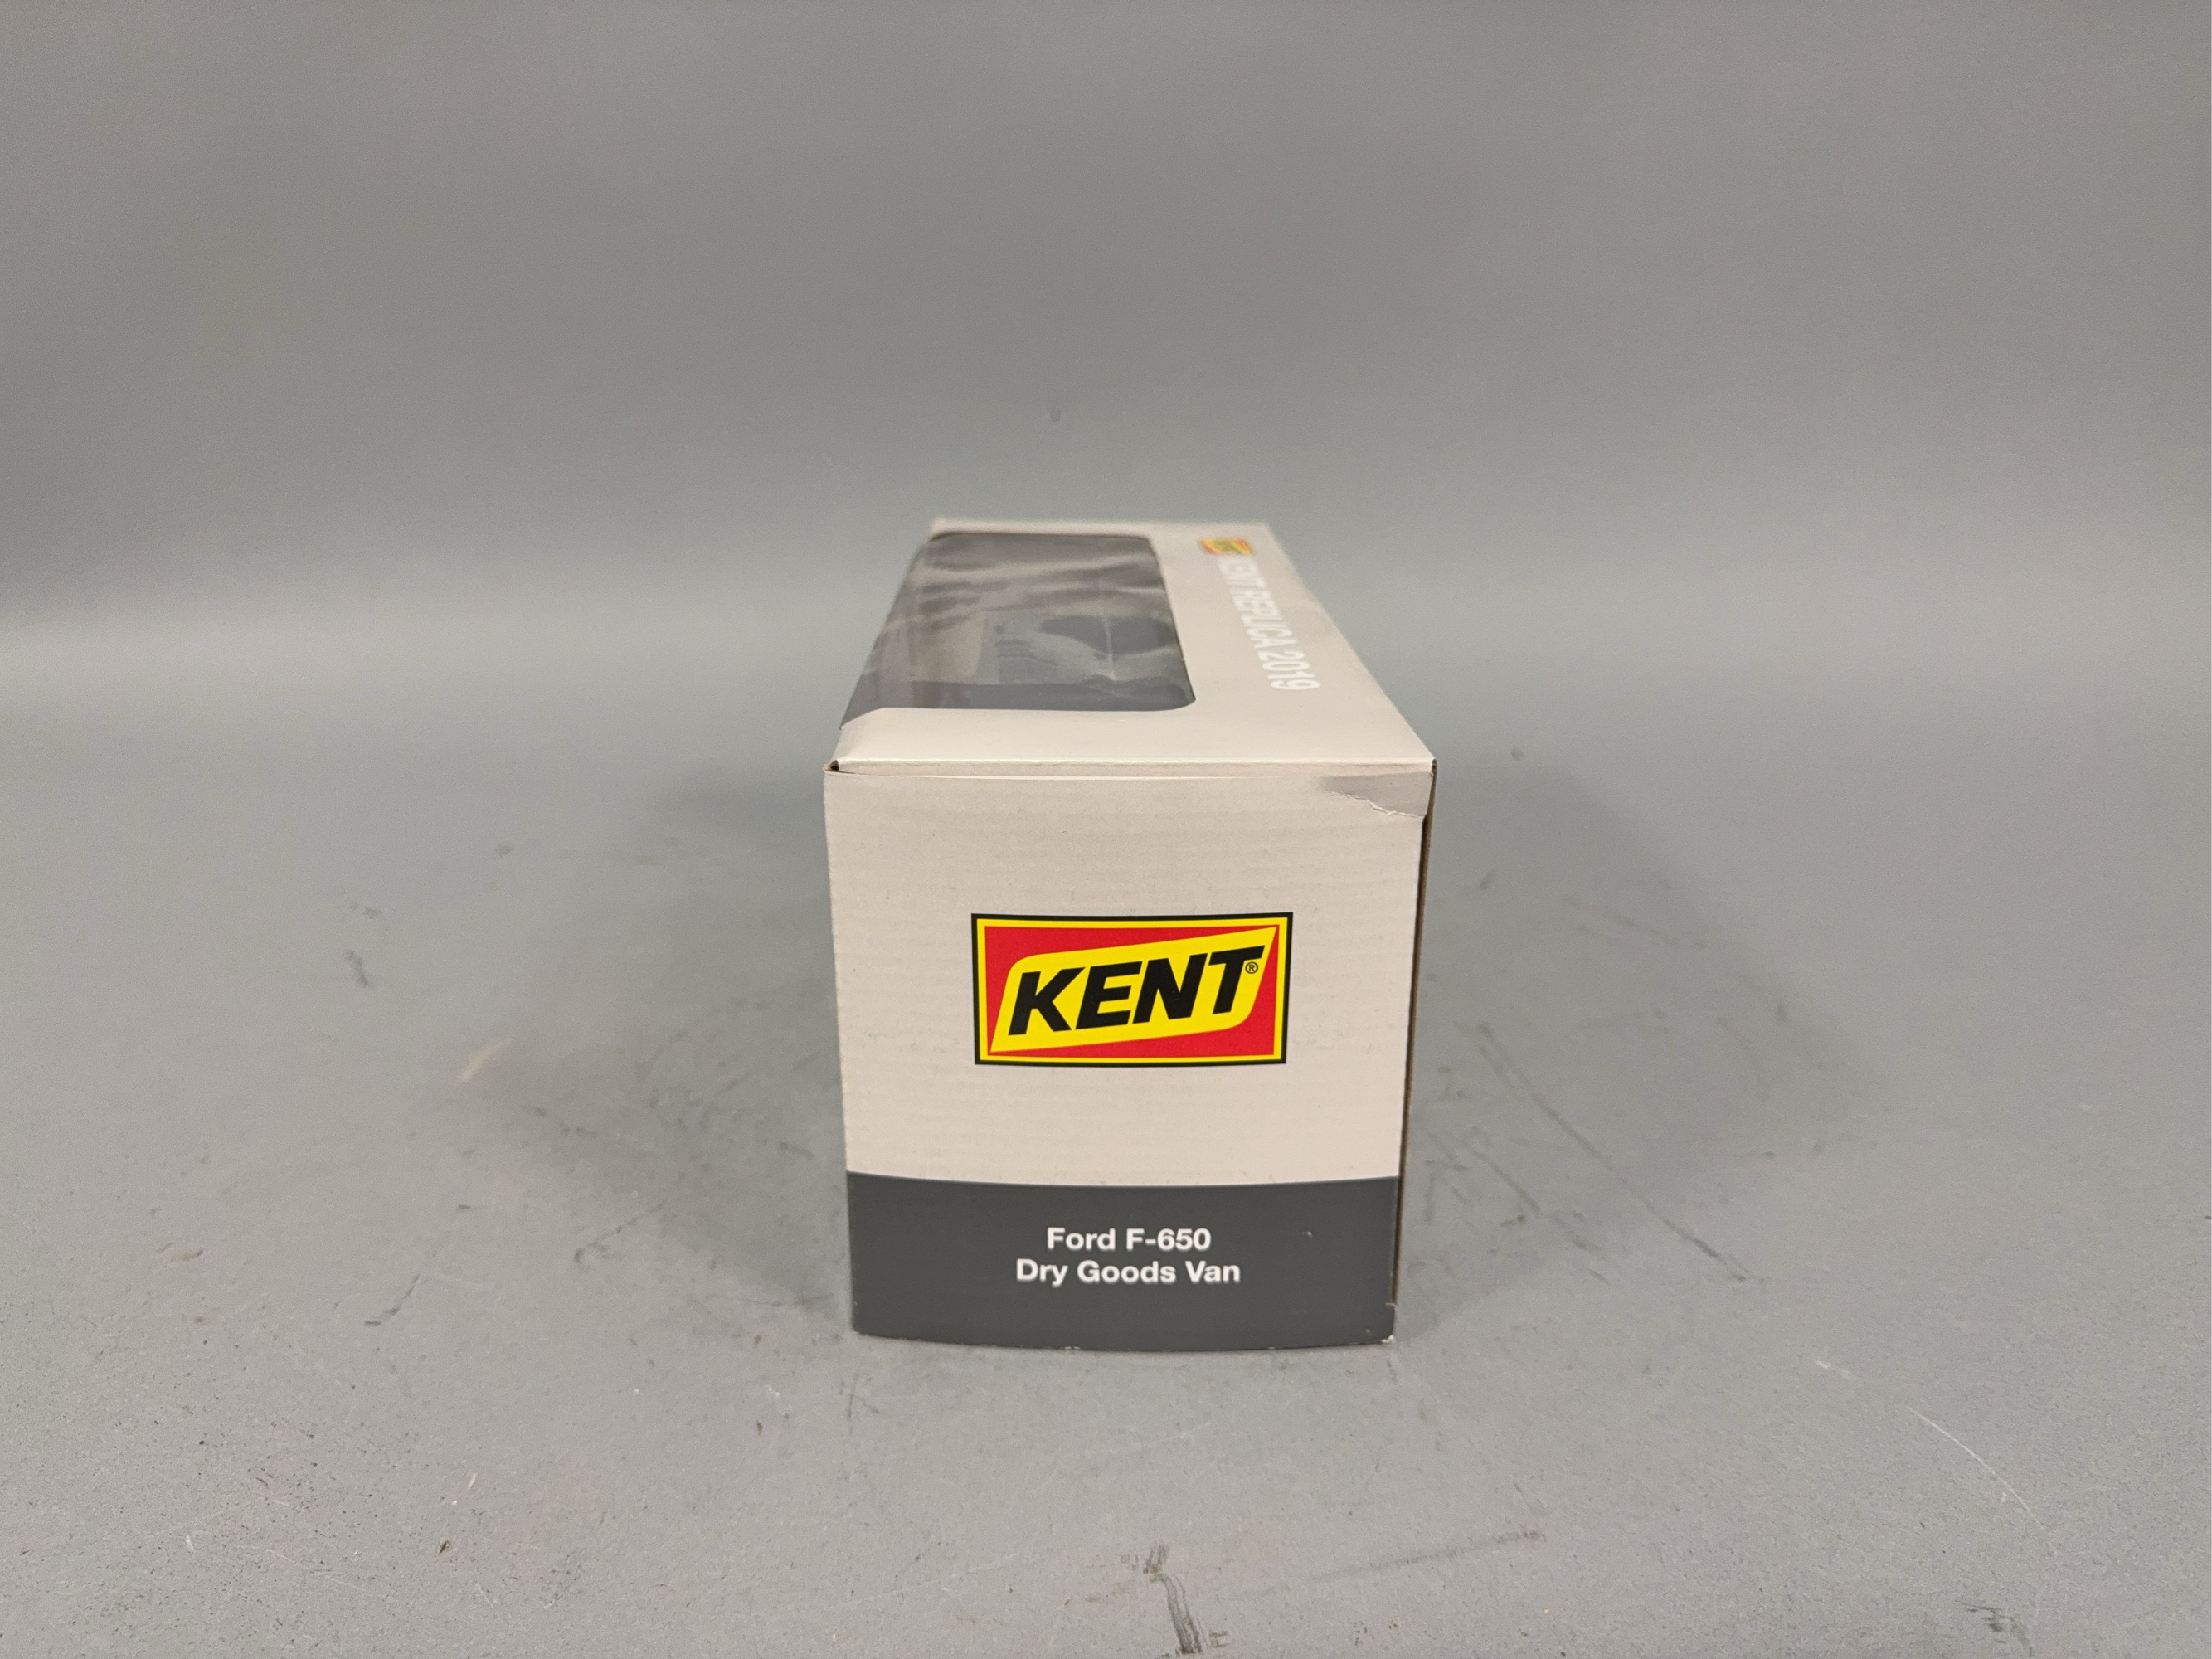 KENT REPLICA 2019
KENT®
Ford F-650
Dry Goods Van